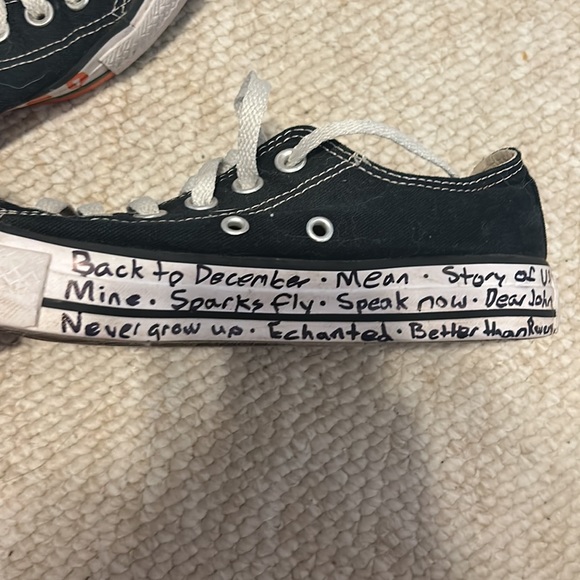 Back to December · Mean · Story of US
Mine · Sparks fly · Speak now · Dear John
Never grow up · Echanted · Better than Reven